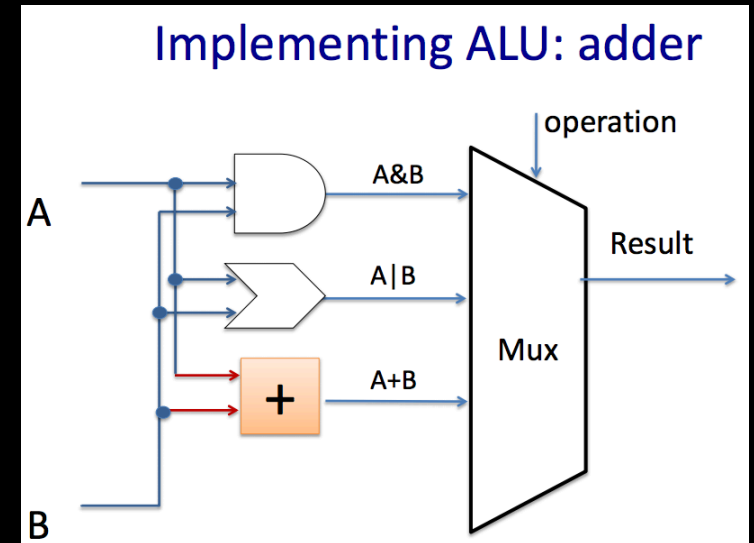 Implementing ALU: adder
operation
A&B
A
Result
A|B
Mux
A+B
+
B